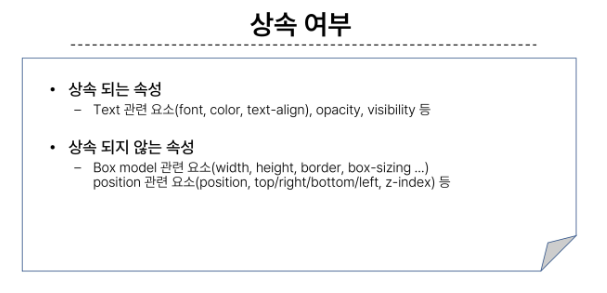 상속 여부
• 상속 되는 속성
– Text 관련 요소(font, color, text-align), opacity, visibility 등
• 상속 되지 않는 속성
– Box model 관련 요소(width, height, border, box-sizing ...)
position 관련 요소(position, top/right/bottom/left, z-index) 등